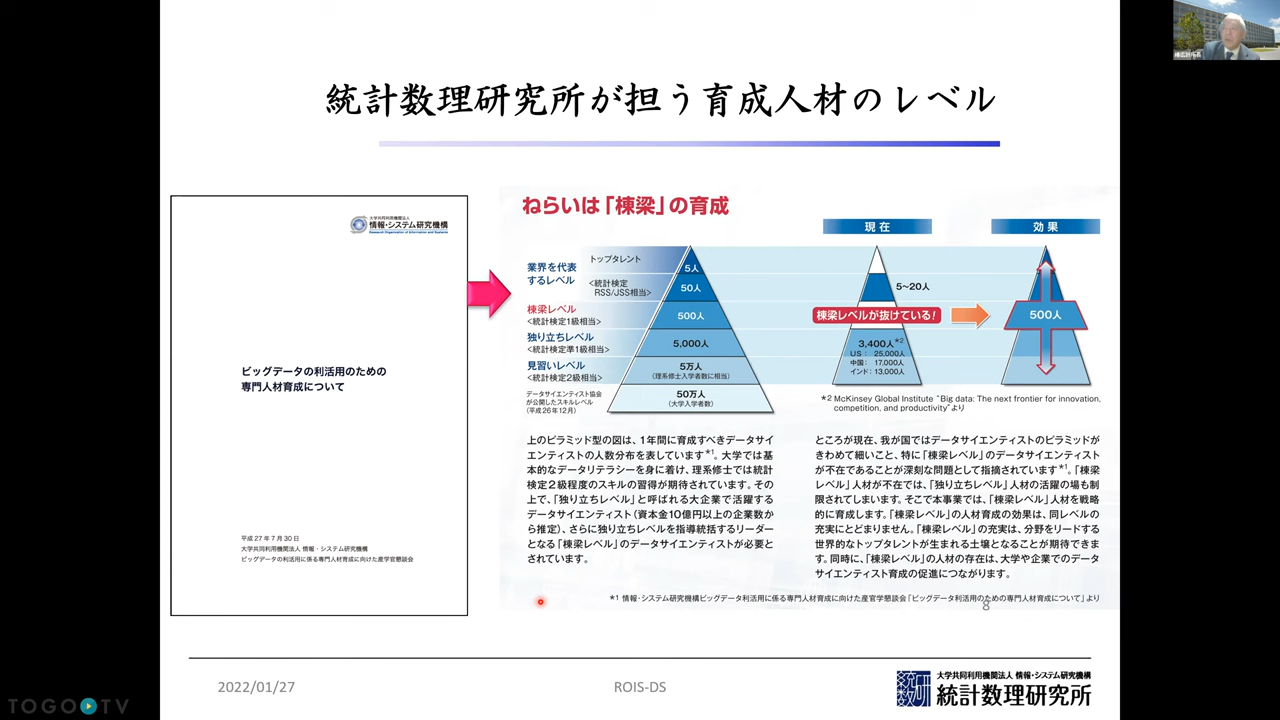 統計数理研究所が担う育成人材のレベル
大学共同利用機関法人
情報・システム研究機構
Research Organization of Information and Systems
ビッグデータの利活用のための
専門人材育成について
平成 27 年 7 月 30 日
大学共同利用機関法人 情報・システム研究機構
ビッグデータの利活用に係る専門人材育成に向けた産学官懇談会
ねらいは「棟梁」の育成
業界を代表
するレベル
トップタレント
<統計検定
RSS/JSS相当>
棟梁レベル
<統計検定1級相当>
独り立ちレベル
<統計検定準1級相当>
見習いレベル
<統計検定2級相当>
データサイエンティスト協会
が公開したスキルレベル
(平成26年12月)
5人
50人
500人
5,000人
5万人
(理系修士入学者数に相当)
50万人
(大学入学者数)
現在
5~20人
棟梁レベルが抜けている!
3,400人*2
US: 25,000人
中国: 17,000人
インド: 13,000人
効果
500人
*2 McKinsey Global Institute "Big data: The next frontier for innovation,
competition, and productivity"より
上のピラミッド型の図は、1年間に育成すべきデータサイ
エンティストの人数分布を表しています*1。大学では基
本的なデータリテラシーを身に着け、理系修士では統計
検定2級程度のスキルの習得が期待されています。その
上で、「独り立ちレベル」と呼ばれる大企業で活躍する
データサイエンティスト(資本金10億円以上の企業数か
ら推定)、さらに独り立ちレベルを指導統括するリーダー
となる「棟梁レベル」のデータサイエンティストが必要と
されています。
ところが現在、我が国ではデータサイエンティストのピラミッドが
きわめて細いこと、特に「棟梁レベル」のデータサイエンティスト
が不在であることが深刻な問題として指摘されています*1。「棟梁
レベル」人材が不在では、「独り立ちレベル」人材の活躍の場も制
限されてしまいます。そこで本事業では、「棟梁レベル」人材を戦略
的に育成します。「棟梁レベル」の人材育成の効果は、同レベルの
充実にとどまりません。「棟梁レベル」の充実は、分野をリードする
世界的なトップタレントが生まれる土壌となることが期待できま
す。同時に、「棟梁レベル」の人材の存在は、大学や企業でのデータ
サイエンティスト育成の促進につながります。
*1 情報・システム研究機構ビッグデータ利活用に係る専門人材育成に向けた産官学懇談会「ビッグデータ利活用のための専門人材育成について」より
8
2022/01/27
ROIS-DS
大学共同利用機関法人 情報・システム研究機構
統計数理研究所
TOGOTV